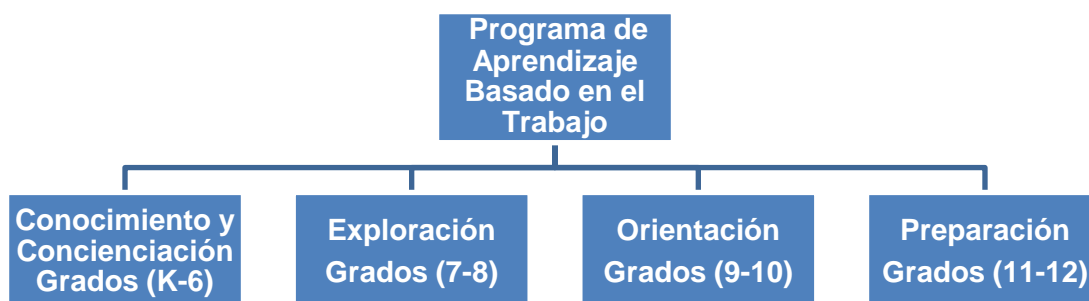 Programa de
Aprendizaje
Basado en el
Trabajo
Conocimiento y
Concienciación
Grados (K-6)
Exploración
Grados (7-8)
Orientación
Grados (9-10)
Preparación
Grados (11-12)